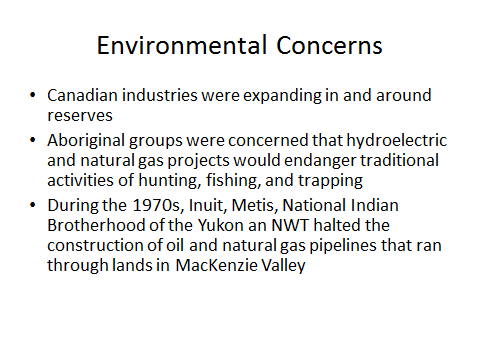 Environmental Concerns
• Canadian industries were expanding in and around
reserves
• Aboriginal groups were concerned that hydroelectric
and natural gas projects would endanger traditional
activities of hunting, fishing, and trapping
• During the 1970s, Inuit, Metis, National Indian
Brotherhood of the Yukon an NWT halted the
construction of oil and natural gas pipelines that ran
through lands in MacKenzie Valley